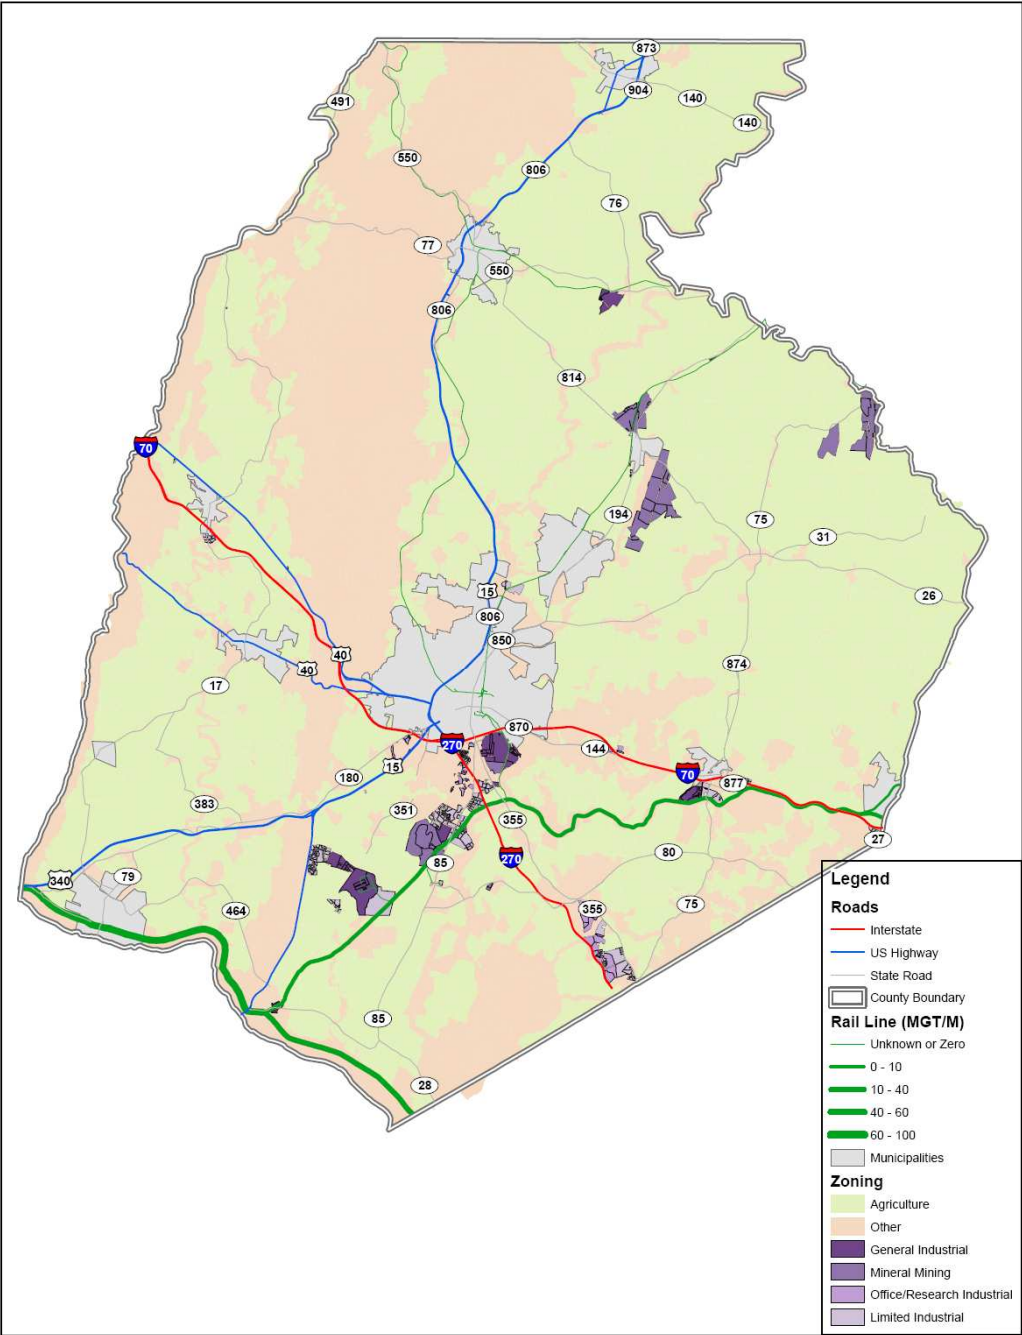 873
904
491
140
140
550
806
76
77
550
806
814
70
194
75
31
15
26
806
850
40
40
874
17
870
270
144
15
70
180
877
383
351
355
27
80
85
270
79
340
75
464
355
85
28
Legend
Roads
Interstate
US Highway
State Road
County Boundary
Rail Line (MGT/M)
Unknown or Zero
0 - 10
10 - 40
40 - 60
60 - 100
Municipalities
Zoning
Agriculture
Other
General Industrial
Mineral Mining
Office/Research Industrial
Limited Industrial